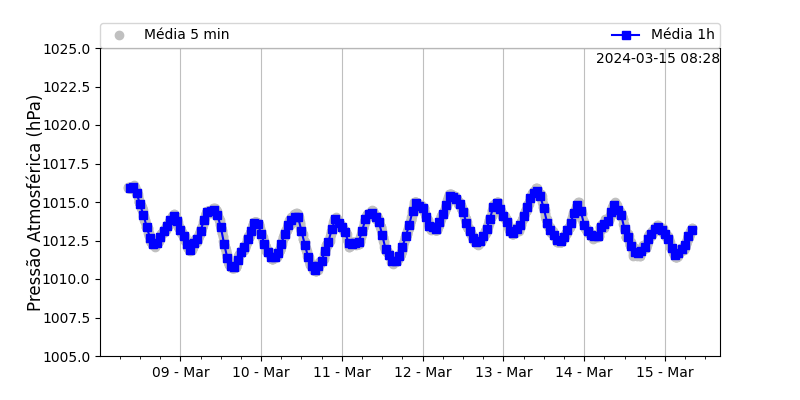 Média 5 min
Média 1h
2024-03-15 08:28
Pressão Atmosférica (hPa)
1025.0
1022.5
1020.0
1017.5
1015.0
1012.5
1010.0
1007.5
1005.0
09 - Mar
10 - Mar
11 - Mar
12 - Mar
13 - Mar
14 - Mar
15 - Mar